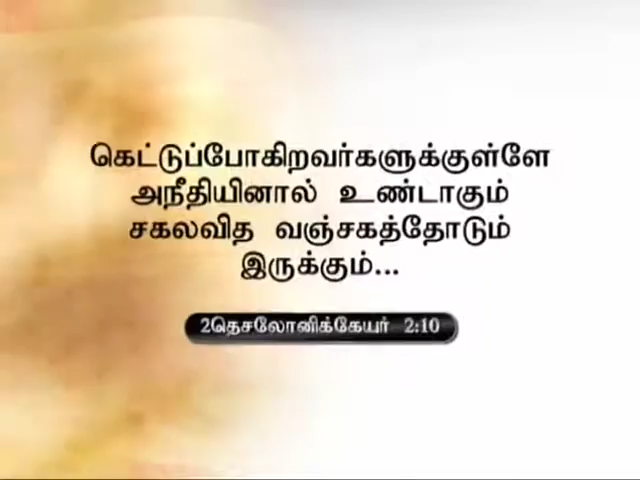 கெட்டுப்போகிறவர்களுக்குள்ளே
அநீதியினால் உண்டாகும்
சகலவித வஞ்சகத்தோடும்
இருக்கும்...
2தெசலோனிக்கேயர் 2:10